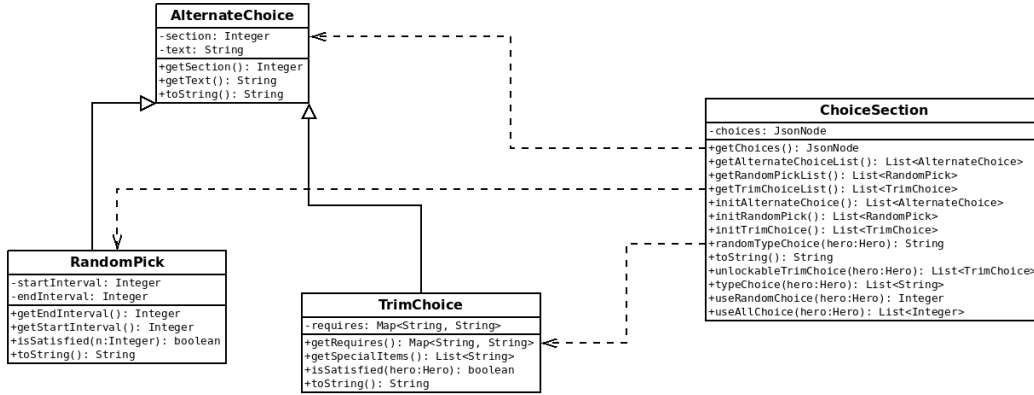 AlternateChoice
-section: Integer
-text: String
+getSection(): Integer
+getText(): String
+toString(): String
ChoiceSection
-choices: JsonNode
+getChoices(): JsonNode
+getAlternateChoiceList(): List<AlternateChoice>
+getRandomPickList(): List<RandomPick>
+getTrimChoiceList(): List<TrimChoice>
+initAlternateChoice(): List<AlternateChoice>
+initRandomPick(): List<RandomPick>
+initTrimChoice(): List<TrimChoice>
+randomTypeChoice(hero:Hero): String
+toString(): String
+unlockableTrimChoice(hero:Hero): List<TrimChoice>
+typeChoice(hero:Hero): List<String>
+useRandomChoice(hero:Hero): Integer
+useAllChoice(hero:Hero): List<Integer>
RandomPick
-startInterval: Integer
-endInterval: Integer
+getEndInterval(): Integer
+getStartInterval(): Integer
+isSatisfied(n:Integer): boolean
+toString(): String
TrimChoice
-requires: Map<String, String>
+getRequires(): Map<String, String>
+getSpecialItems(): List<String>
+isSatisfied(hero:Hero): boolean
+toString(): String